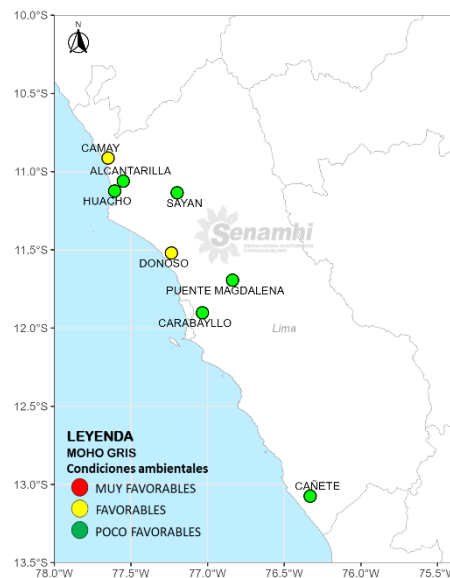 10.0°S
N
10.5°S
CAMAY
11.0°S
ALCANTARILLA
HUACHO
SAYAN
Senamhi
11.5°S
DONOSO
PUENTE MAGDALENA
CARABAYLLO
12.0°S
Lima
12.5°S
LEYENDA
MOHO GRIS
Condiciones ambientales
MUY FAVORABLES
FAVORABLES
POCO FAVORABLES
13.0°S
CAÑETE
13.5°S
78.0°W
77.5°W
77.0°W
76.5°W
76.0°W
75.5°W